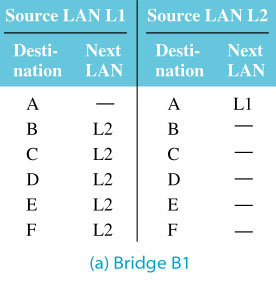 Source LAN L1 Source LAN L2
Desti- Next Desti- Next
nation LAN nation LAN
A — A L1
B L2 B —
C L2 C —
D L2 D —
E L2 E —
F L2 F —
(a) Bridge B1